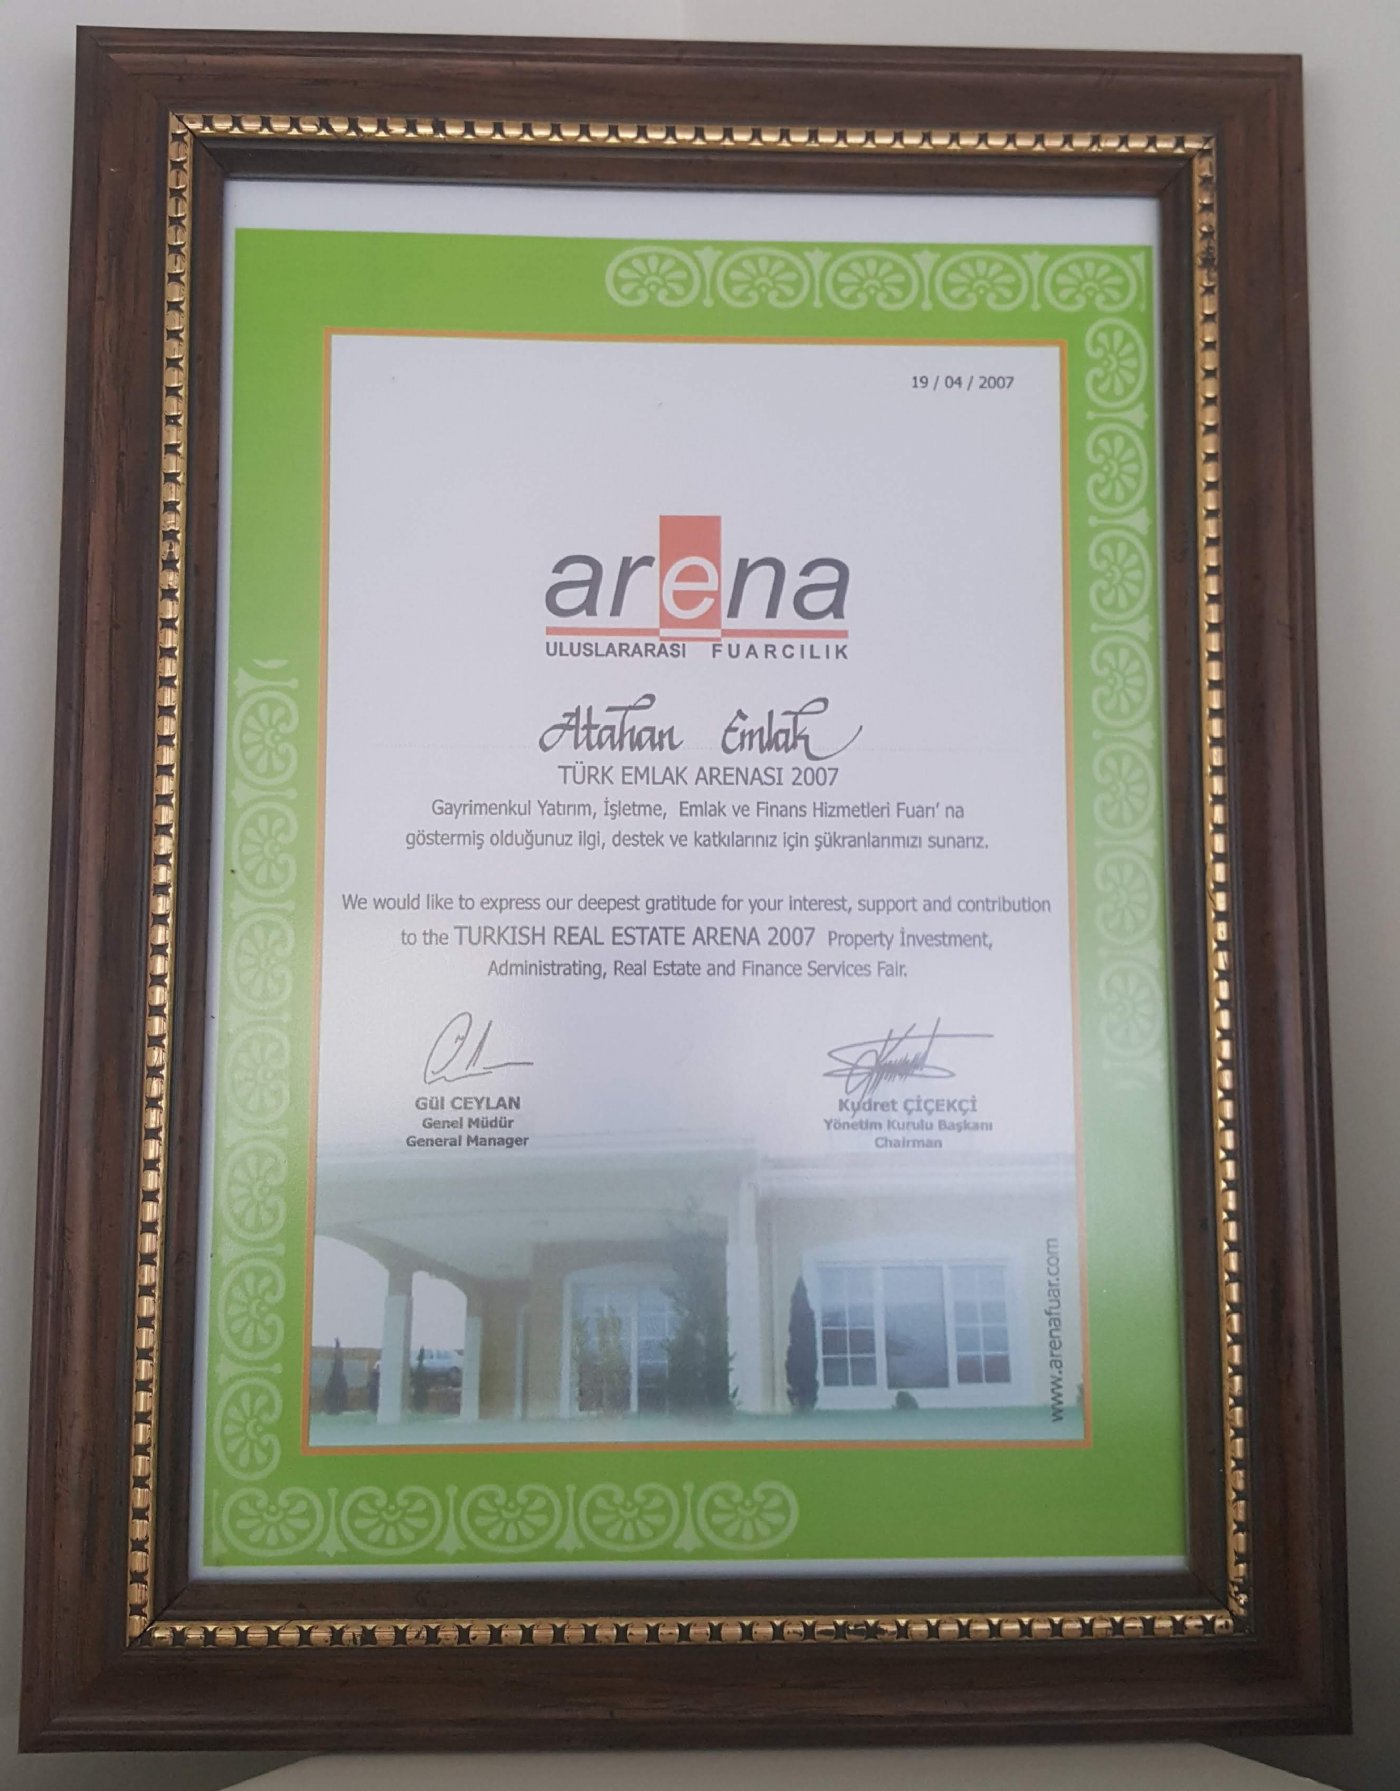 19 / 04 / 2007
arena
ULUSLARARASI FUARCILIK
Atahan Emlak
TÜRK EMLAK ARENASI 2007
Gayrimenkul Yatırım, İşletme, Emlak ve Finans Hizmetleri Fuarı' na
göstermiş olduğunuz ilgi, destek ve katkılarınız için şükranlarımızı sunarız.
We would like to express our deepest gratitude for your interest, support and contribution
to the TURKISH REAL ESTATE ARENA 2007 Property İnvestment,
Administrating, Real Estate and Finance Services Fair.
Gül CEYLAN
Genel Müdür
General Manager
Kudret ÇİÇEKÇİ
Yönetim Kurulu Başkanı
Chairman
www.arenafuar.com